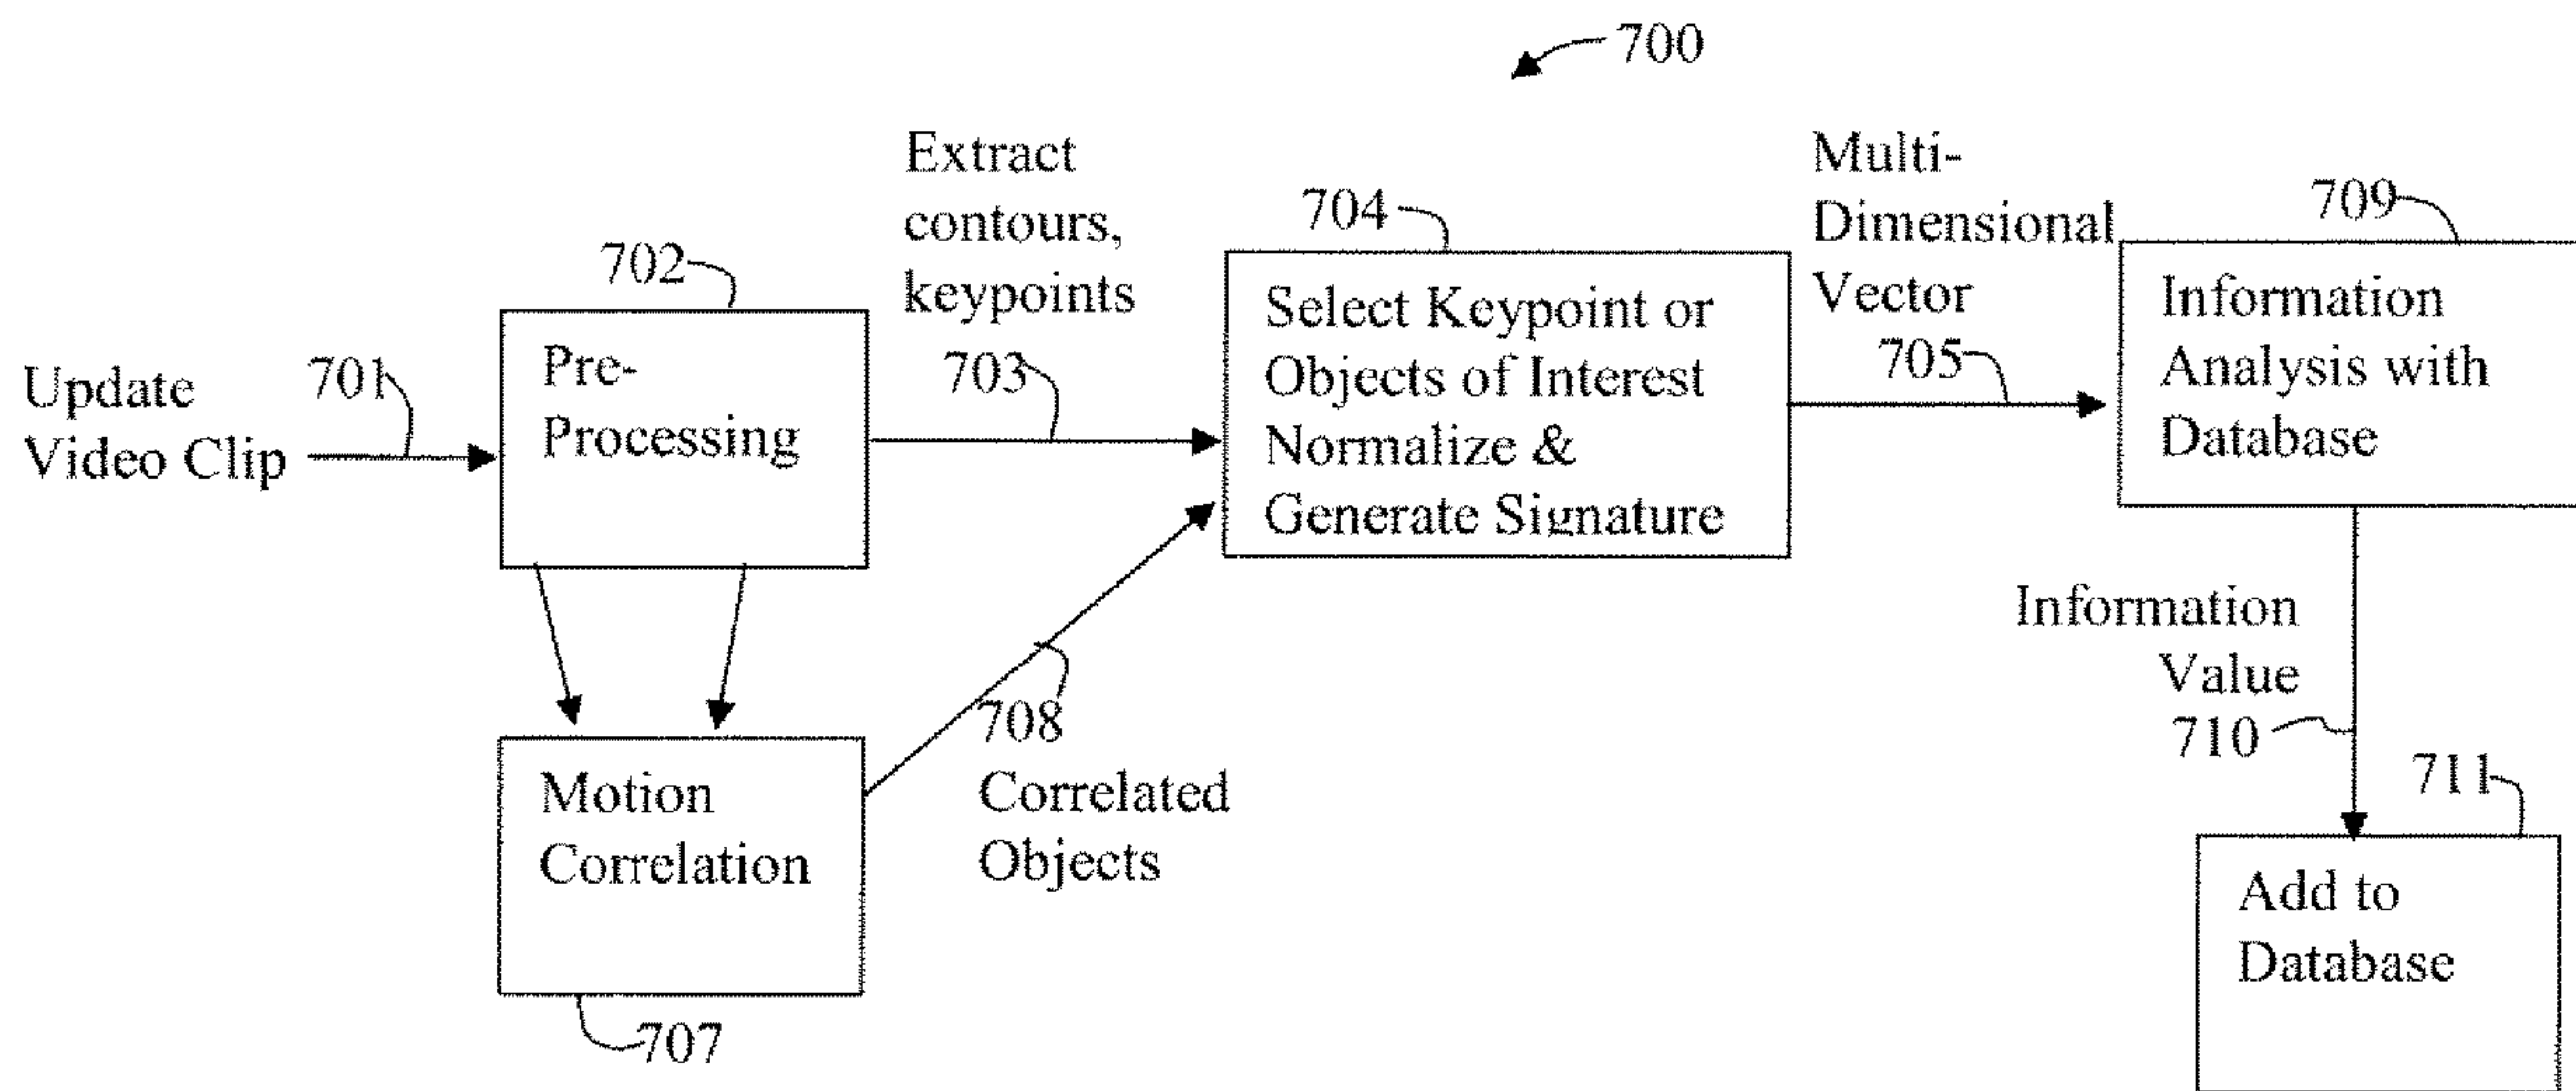 700
Update
Video Clip
701
702
Pre-
Processing
Extract
contours,
keypoints
703
704
Select Keypoint or
Objects of Interest
Normalize &
Generate Signature
Multi-
Dimensional
Vector
705
709
Information
Analysis with
Database
Motion
Correlation
707
708
Correlated
Objects
Information
Value
710
711
Add to
Database